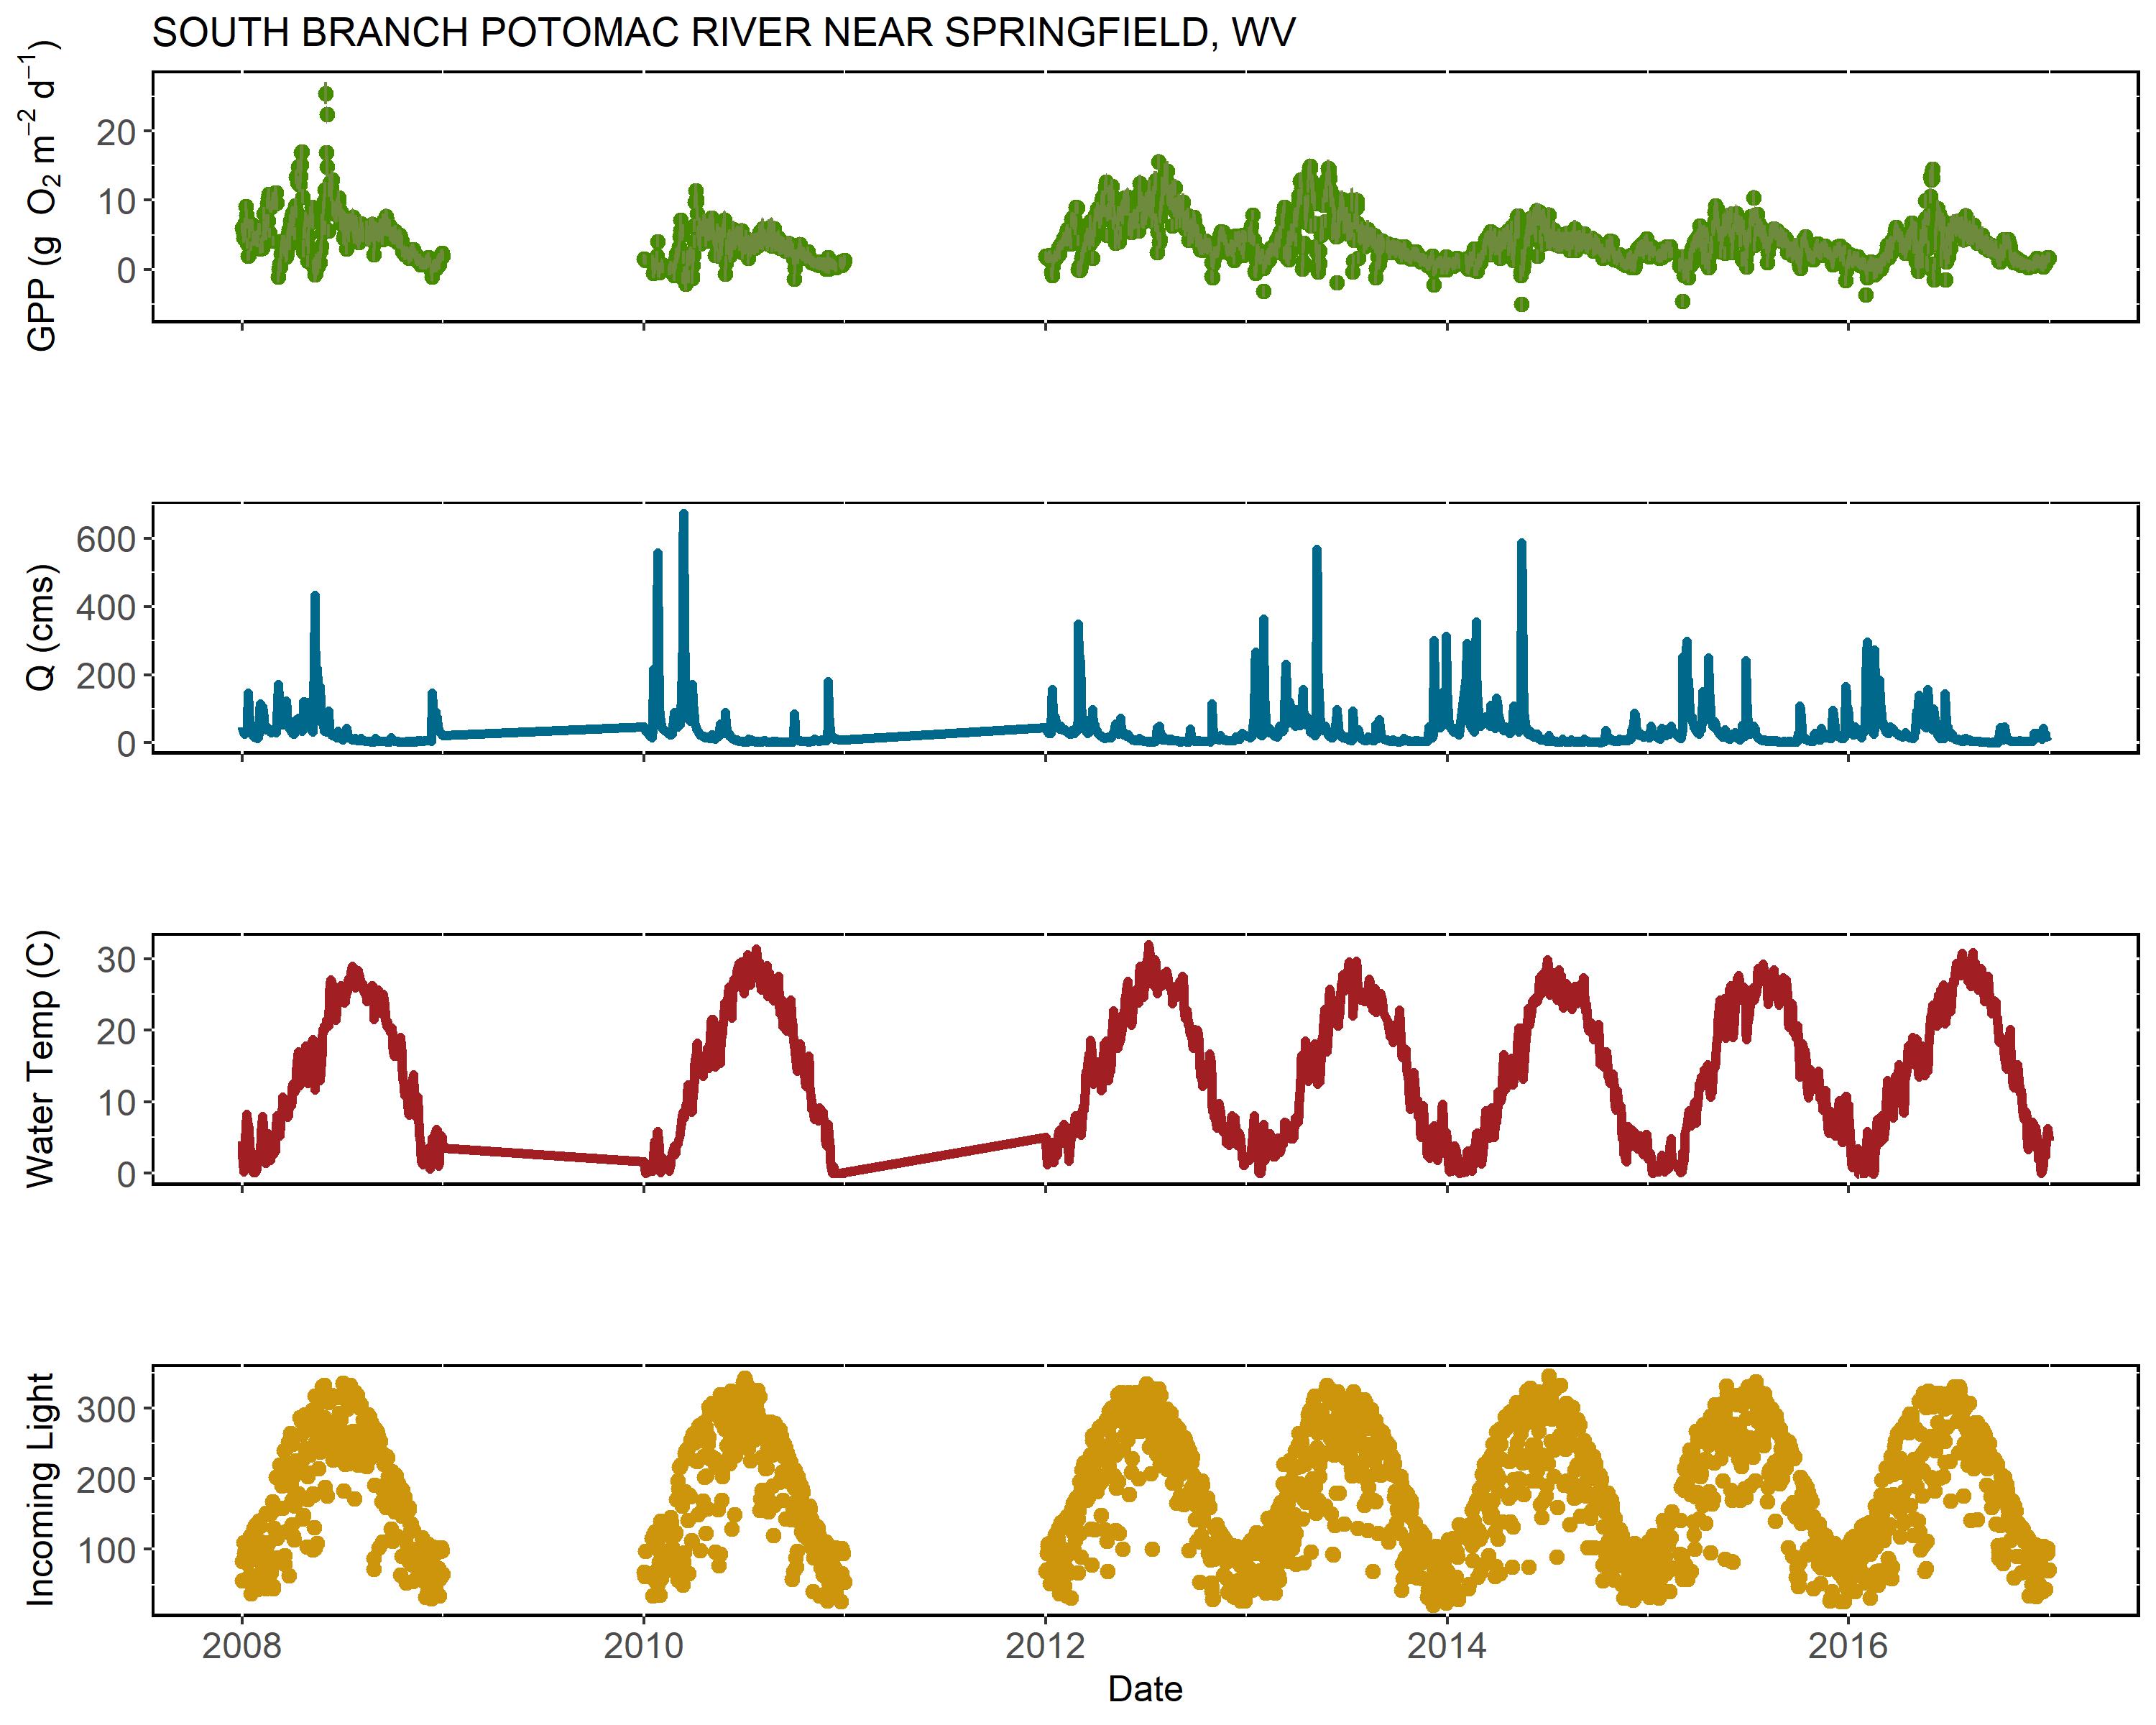 SOUTH BRANCH POTOMAC RIVER NEAR SPRINGFIELD, WV
GPP (g O₂ m⁻² d⁻¹)
20
10
0
Q (cms)
600
400
200
0
Water Temp (C)
30
20
10
0
Incoming Light
300
200
100
2008 2010 2012 2014 2016
Date